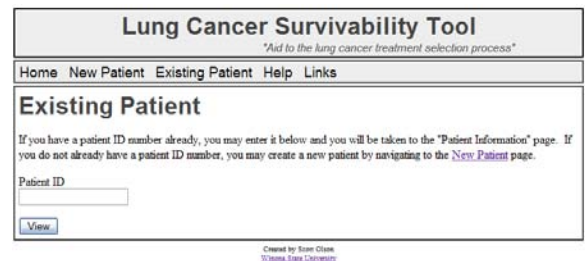 Lung Cancer Survivability Tool
"Aid to the lung cancer treatment selection process"
Home New Patient Existing Patient Help Links
Existing Patient
If you have a patient ID number already, you may enter it below and you will be taken to the "Patient Information" page. If
you do not already have a patient ID number, you may create a new patient by navigating to the New Patient page.
Patient ID
View
Created by Scott Olson
Winona State University